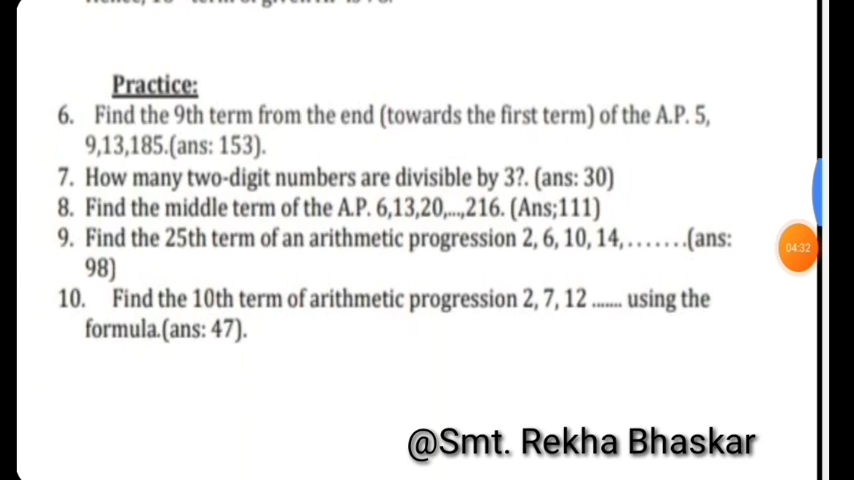 Practice:
6. Find the 9th term from the end (towards the first term) of the A.P. 5,
9,13,185.(ans: 153).
7. How many two-digit numbers are divisible by 3?. (ans: 30)
8. Find the middle term of the A.P. 6,13,20,...,216. (Ans;111)
9. Find the 25th term of an arithmetic progression 2, 6, 10, 14,.......(ans:
98)
10. Find the 10th term of arithmetic progression 2, 7, 12 ....... using the
formula.(ans: 47).
04:32
@Smt. Rekha Bhaskar